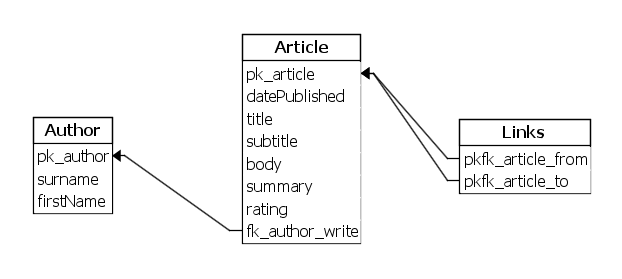 Author
pk_author
surname
firstName
Article
pk_article
datePublished
title
subtitle
body
summary
rating
fk_author_write
Links
pkfk_article_from
pkfk_article_to